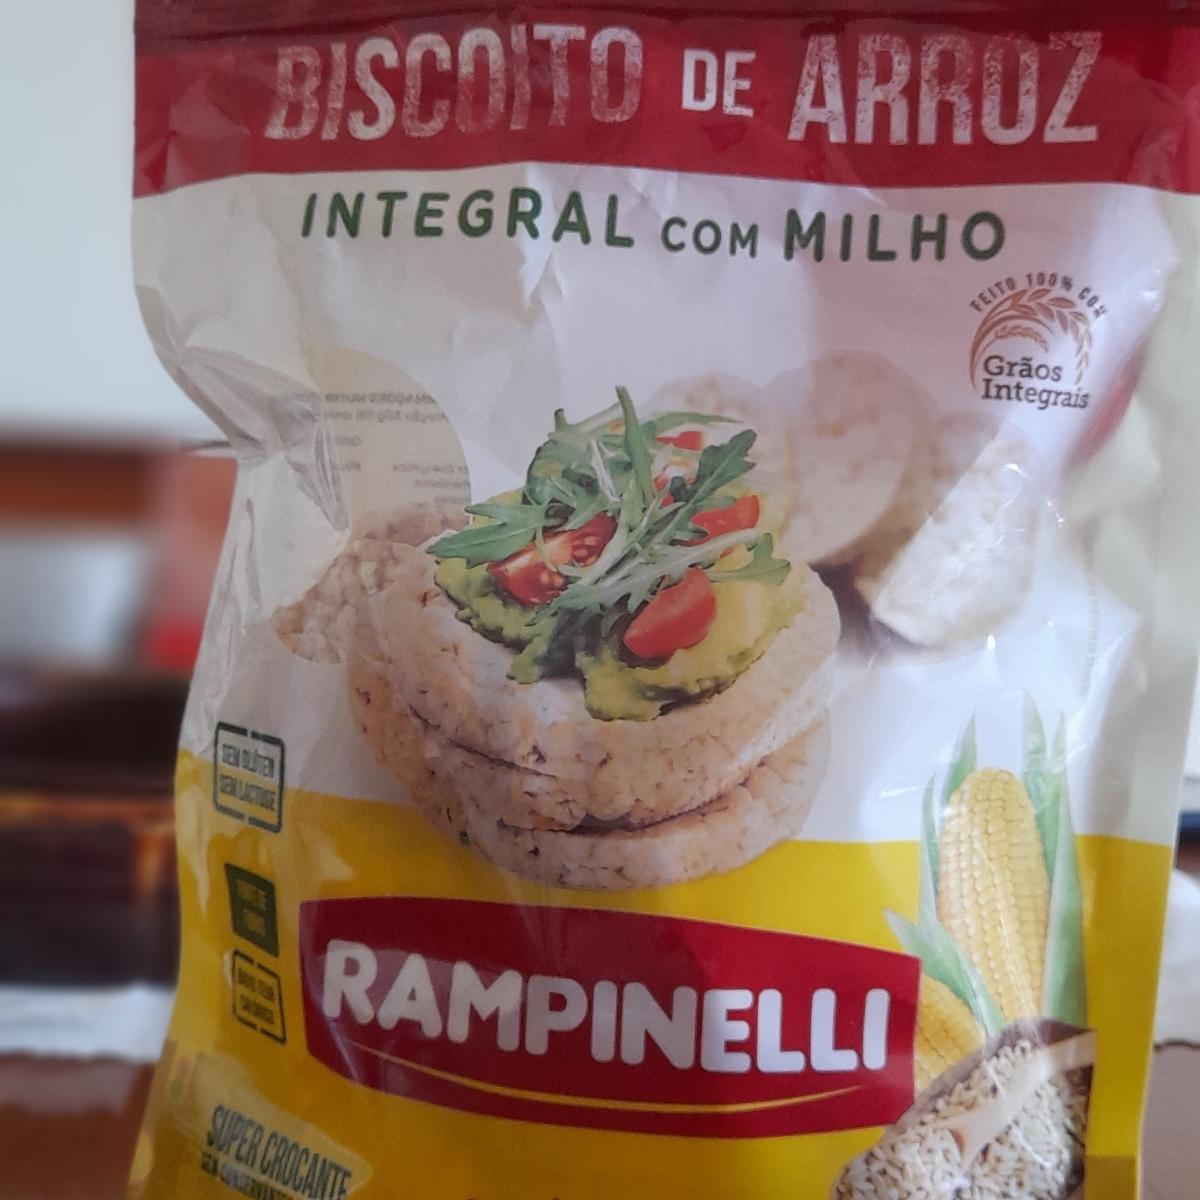 BISCOITO DE ARROZ
INTEGRAL COM MILHO
FEITO 100% COM
Grãos
Integrais
SEM GLÚTEN
SEM LACTOSE
RAMPINELLI
SUPER CROCANTE